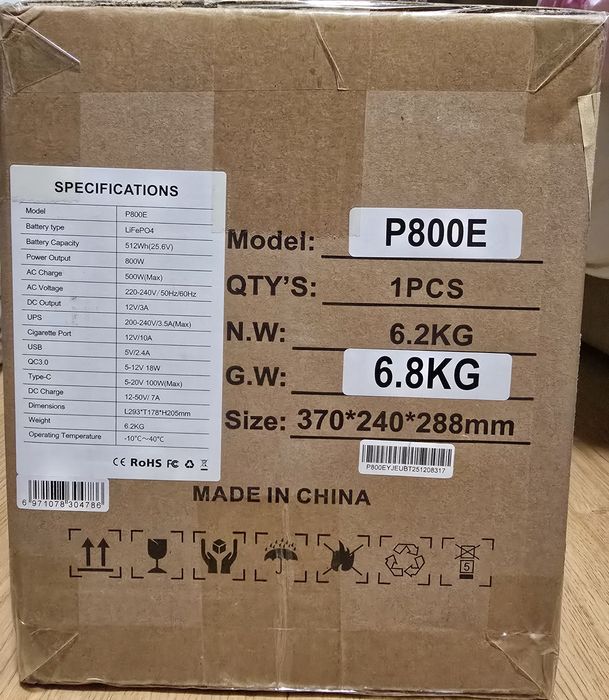 SPECIFICATIONS
Model P800E
Battery type LiFePO4
Battery Capacity 512Wh(25.6V)
Power Output 800W
AC Charge 500W(Max)
AC Voltage 220-240V/ 50Hz/60Hz
DC Output 12V/3A
UPS 200-240V/3.5A(Max)
Cigarette Port 12V/10A
USB 5V/2.4A
QC3.0 5-12V 18W
Type-C 5-20V 100W(Max)
DC Charge 12-50V/ 7A
Dimensions L293*T178*H205mm
Weight 6.2KG
Operating Temperature -10℃~40℃
CE RoHS FC
6 971078 304786
Model: P800E
QTY'S: 1PCS
N.W: 6.2KG
G.W: 6.8KG
Size: 370*240*288mm
P800EYJEUBT251208317
MADE IN CHINA
5